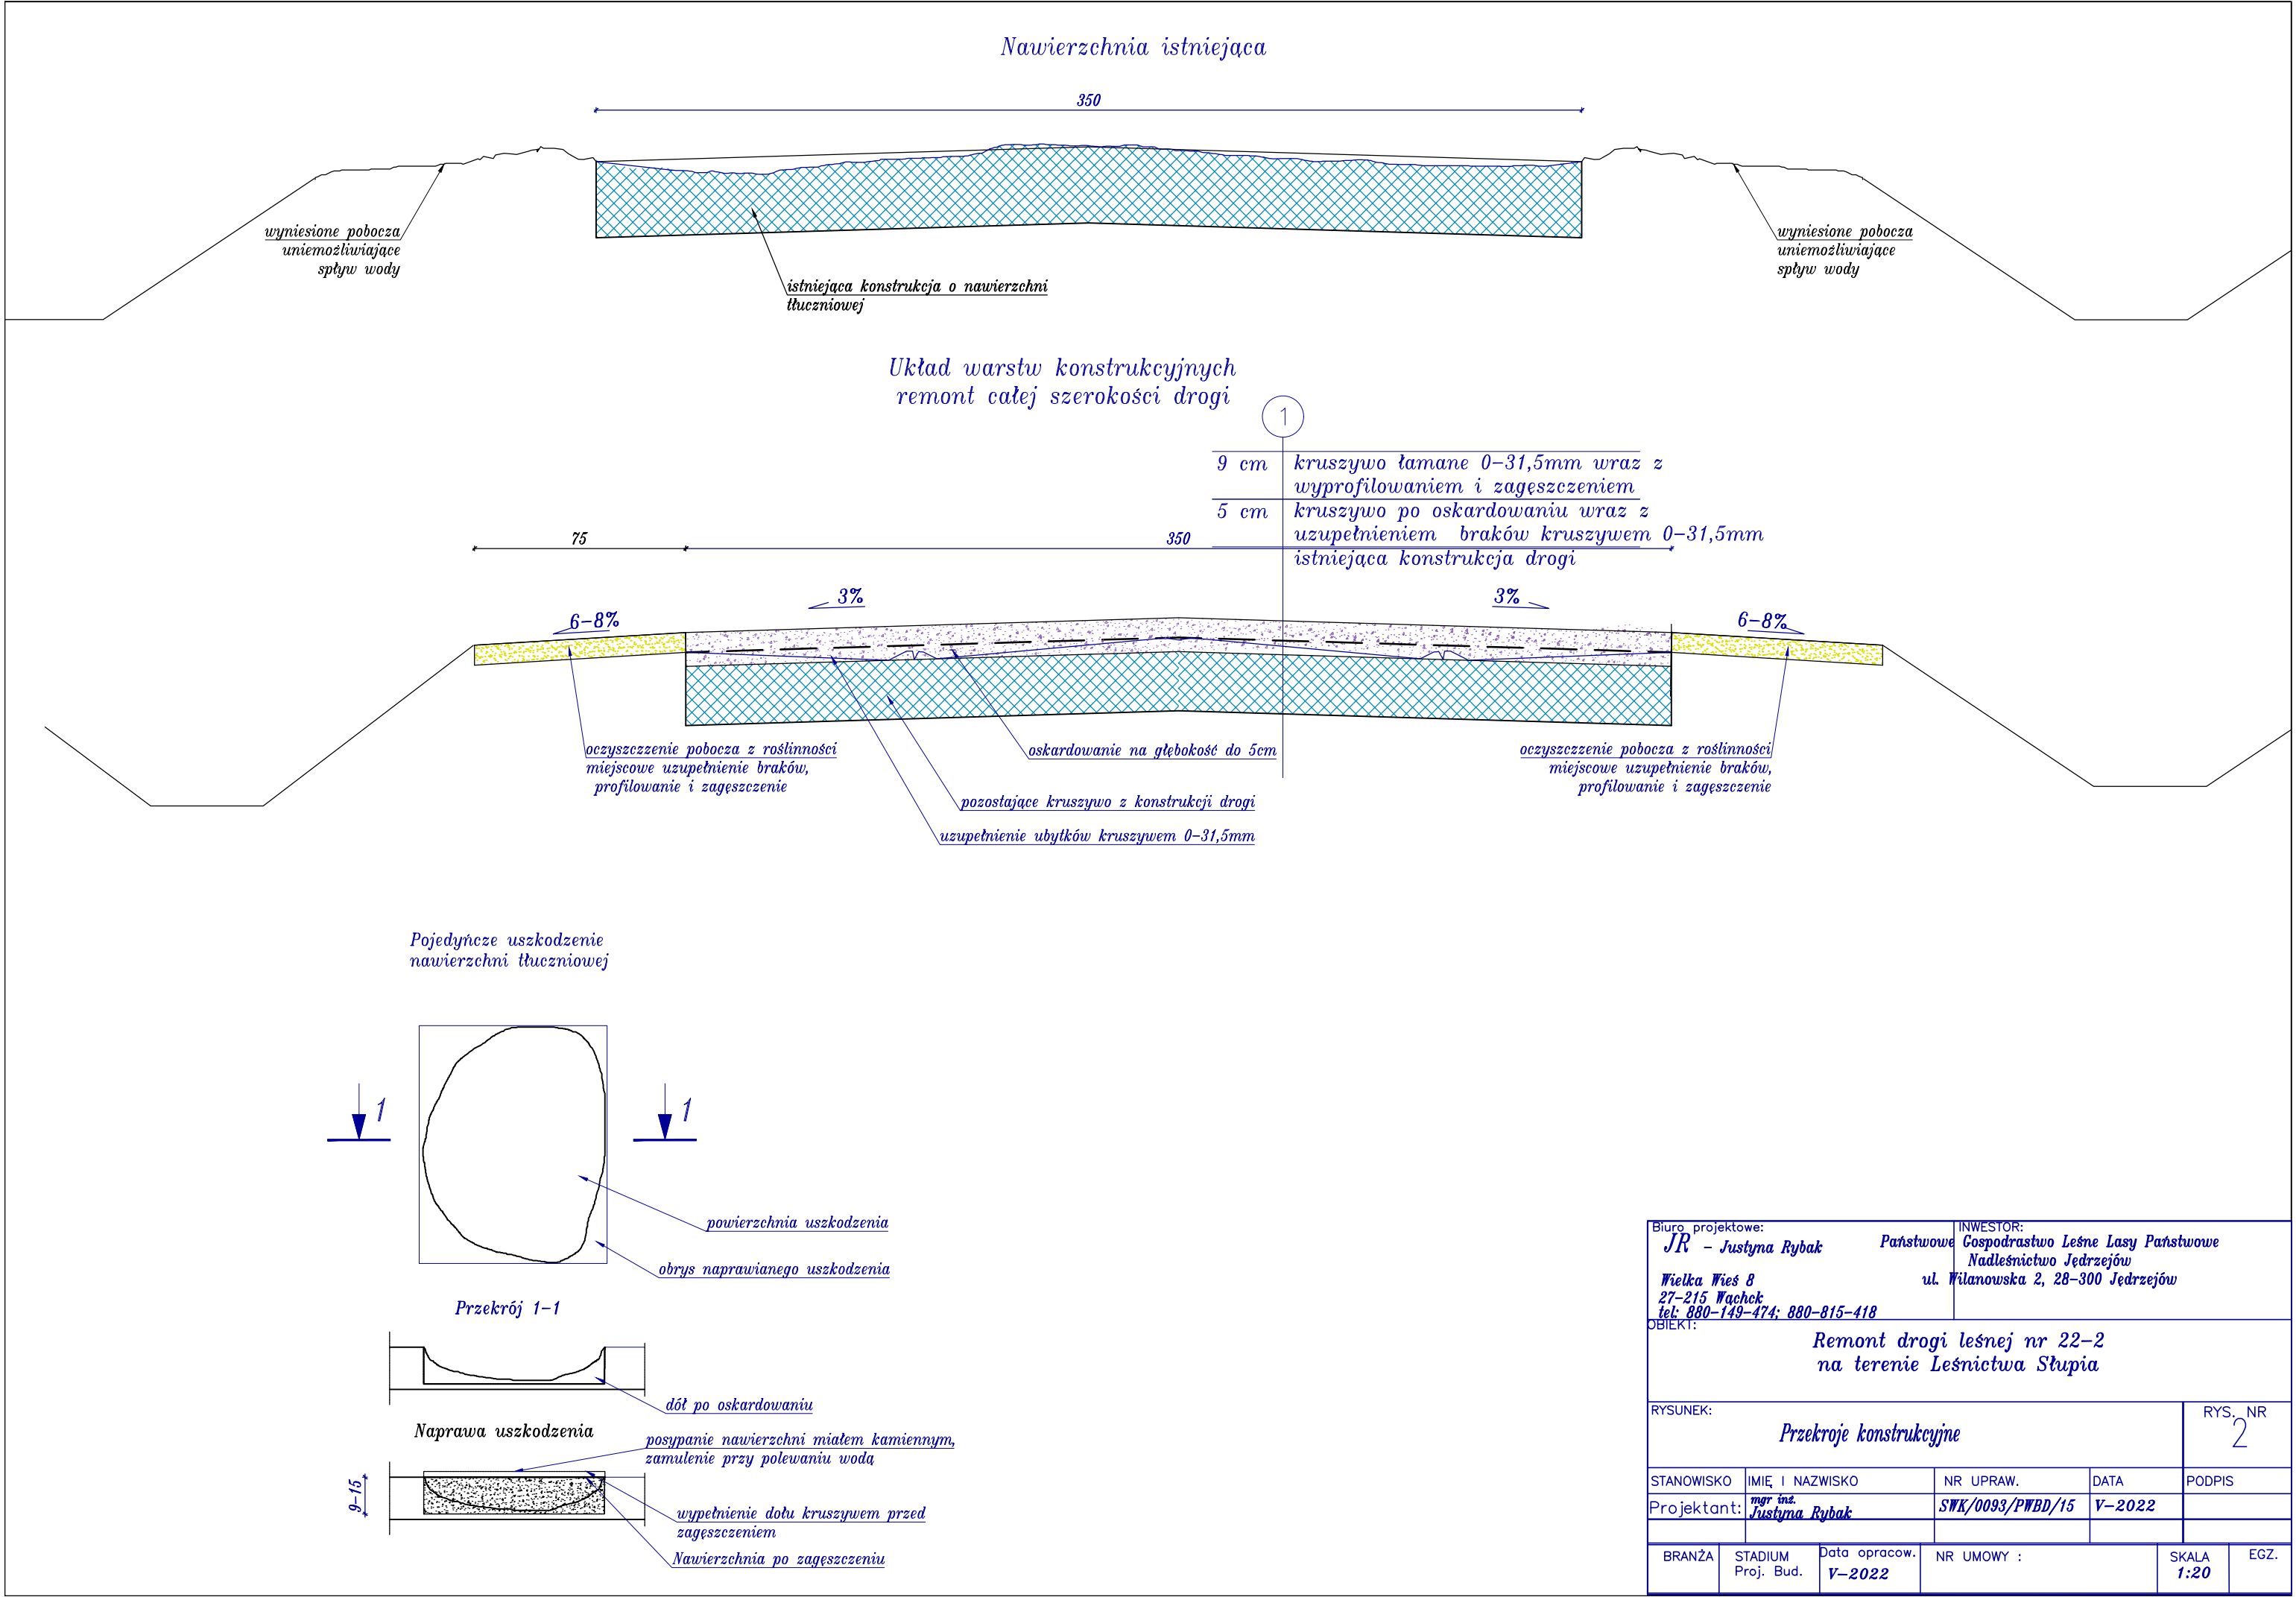 Nawierzchnia istniejąca
350
wyniesione pobocza
uniemożliwiające
spływ wody
wyniesione pobocza
uniemożliwiające
spływ wody
istniejąca konstrukcja o nawierzchni
tłuczniowej
Układ warstw konstrukcyjnych
remont całej szerokości drogi
1
9 cm kruszywo łamane 0-31,5mm wraz z
wyprofilowaniem i zagęszczeniem
5 cm kruszywo po oskardowaniu wraz z
uzupełnieniem braków kruszywem 0-31,5mm
istniejąca konstrukcja drogi
75
350
6-8%
3%
3%
6-8%
oczyszczzenie pobocza z roślinności
miejscowe uzupełnienie braków,
profilowanie i zagęszczenie
oskardowanie na głębokość do 5cm
oczyszczzenie pobocza z roślinności
miejscowe uzupełnienie braków,
profilowanie i zagęszczenie
pozostające kruszywo z konstrukcji drogi
uzupełnienie ubytków kruszywem 0-31,5mm
Pojedyńcze uszkodzenie
nawierzchni tłuczniowej
1
1
powierzchnia uszkodzenia
obrys naprawianego uszkodzenia
Przekrój 1-1
dół po oskardowaniu
Naprawa uszkodzenia
posypanie nawierzchni miałem kamiennym,
zamulenie przy polewaniu wodą
9-15
wypełnienie dołu kruszywem przed
zagęszczeniem
Nawierzchnia po zagęszczeniu
Biuro projektowe:
JR - Justyna Rybak
Wielka Wieś 8
27-215 Wąchck
tel: 880-149-474; 880-815-418
INWESTOR:
Państwowe Gospodrastwo Leśne Lasy Państwowe
Nadleśnictwo Jędrzejów
ul. Wilanowska 2, 28-300 Jędrzejów
OBIEKT:
Remont drogi leśnej nr 22-2
na terenie Leśnictwa Słupia
RYSUNEK:
Przekroje konstrukcyjne
RYS. NR
2
STANOWISKO IMIĘ I NAZWISKO NR UPRAW. DATA PODPIS
Projektant: mgr inż.
Justyna Rybak SWK/0093/PWBD/15 V-2022
BRANŻA
STADIUM
Proj. Bud.
Data opracow.
V-2022
NR UMOWY :
SKALA
1:20
EGZ.